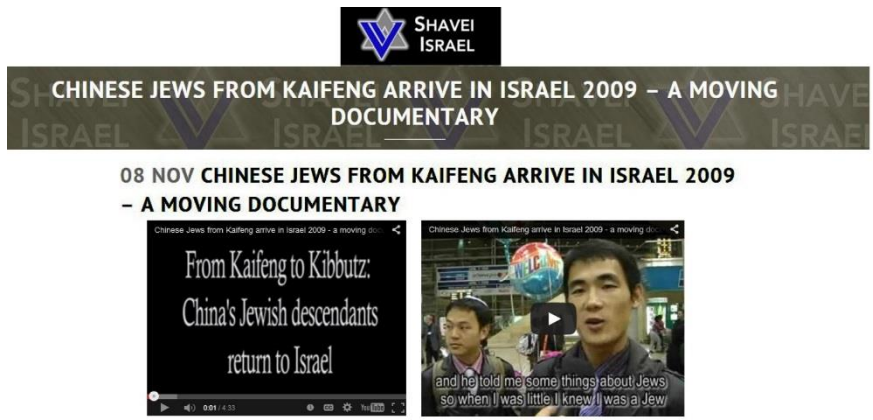 SHAVEI
ISRAEL
CHINESE JEWS FROM KAIFENG ARRIVE IN ISRAEL 2009 – A MOVING
DOCUMENTARY
08 NOV CHINESE JEWS FROM KAIFENG ARRIVE IN ISRAEL 2009
– A MOVING DOCUMENTARY
Chinese Jews from Kaifeng arrive in Israel 2009 - a moving doc
From Kaifeng to Kibbutz:
China's Jewish descendants
return to Israel
0:01 / 4:33
YouTube
Chinese Jews from Kaifeng arrive in Israel 2009 - a moving doc
WELCOME
and he told me some things about Jews
so when I was little I knew I was a Jew